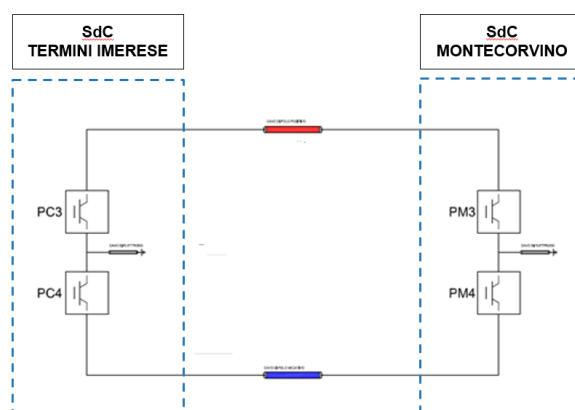 SdC
TERMINI IMERESE
SdC
MONTECORVINO
PC3
PM3
PC4
PM4